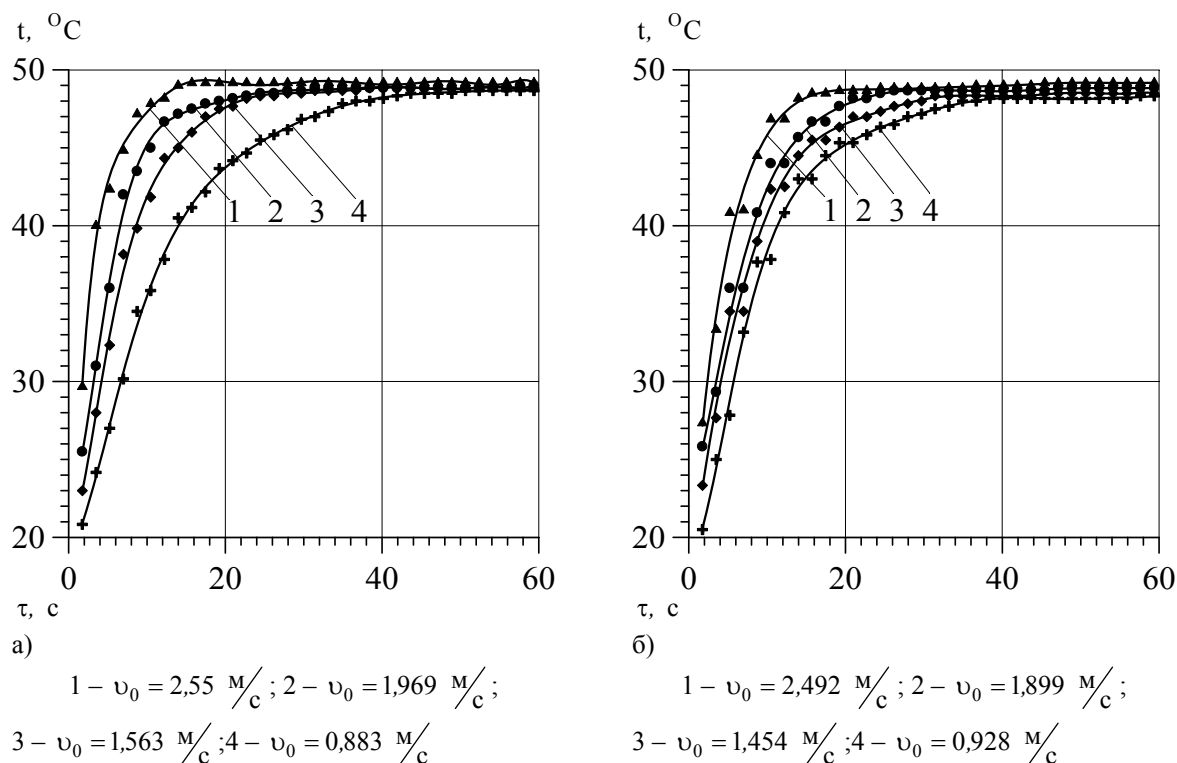 t, °C
50
40
30
20
0 20 40 60
τ, с
1 2 3 4
а)
1 – υ₀ = 2,55 м/с ; 2 – υ₀ = 1,969 м/с ;
3 – υ₀ = 1,563 м/с ;4 – υ₀ = 0,883 м/с
t, °C
50
40
30
20
0 20 40 60
τ, с
1 2 3 4
б)
1 – υ₀ = 2,492 м/с ; 2 – υ₀ = 1,899 м/с ;
3 – υ₀ = 1,454 м/с ;4 – υ₀ = 0,928 м/с